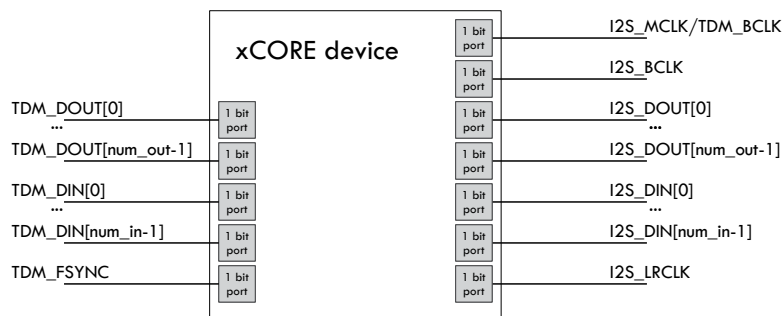 xCORE device
1 bit
port
I2S_MCLK/TDM_BCLK
1 bit
port
I2S_BCLK
TDM_DOUT[0]
...
1 bit
port
1 bit
port
I2S_DOUT[0]
...
TDM_DOUT[num_out-1]
1 bit
port
1 bit
port
I2S_DOUT[num_out-1]
TDM_DIN[0]
...
1 bit
port
1 bit
port
I2S_DIN[0]
...
TDM_DIN[num_in-1]
1 bit
port
1 bit
port
I2S_DIN[num_in-1]
TDM_FSYNC
1 bit
port
1 bit
port
I2S_LRCLK